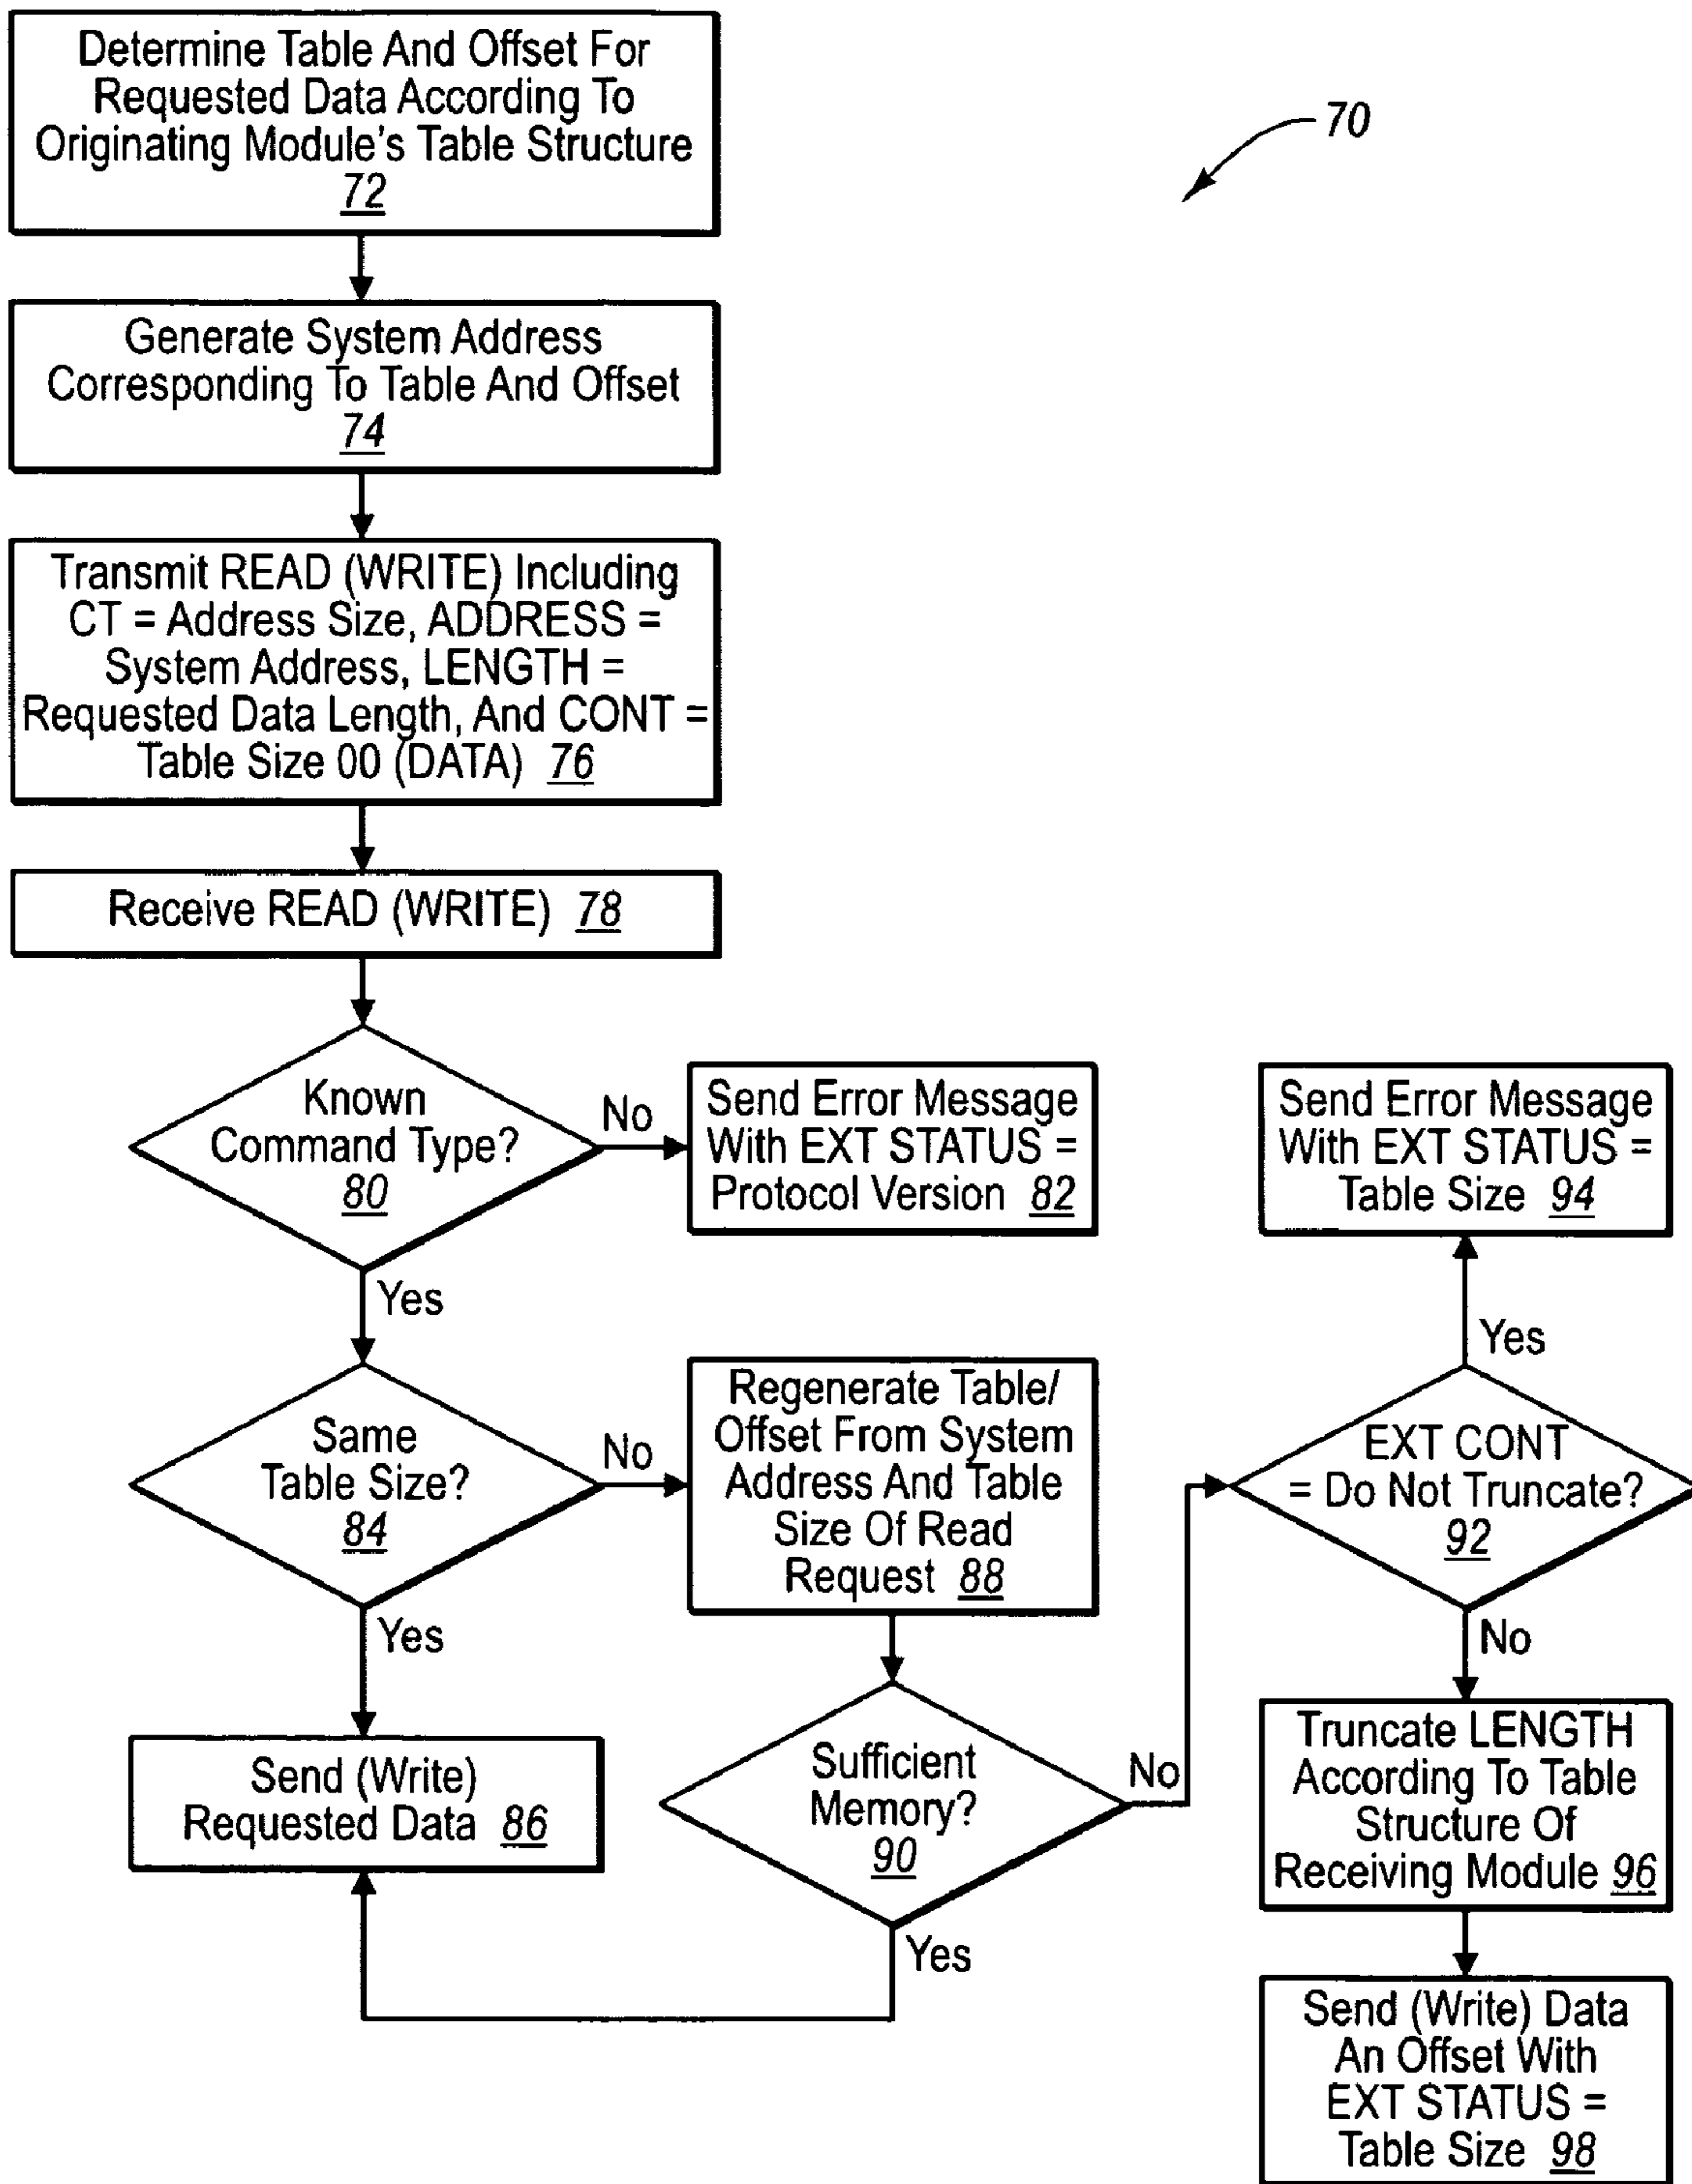 Determine Table And Offset For
Requested Data According To
Originating Module's Table Structure
72
70
Generate System Address
Corresponding To Table And Offset
74
Transmit READ (WRITE) Including
CT = Address Size, ADDRESS =
System Address, LENGTH =
Requested Data Length, And CONT =
Table Size 00 (DATA) 76
Receive READ (WRITE) 78
Known
Command Type?
80
No
Yes
Send Error Message
With EXT STATUS =
Protocol Version 82
Same
Table Size?
84
No
Yes
Regenerate Table/
Offset From System
Address And Table
Size Of Read
Request 88
Send (Write)
Requested Data 86
Sufficient
Memory?
90
No
Yes
Send Error Message
With EXT STATUS =
Table Size 94
Yes
EXT CONT
= Do Not Truncate?
92
No
Truncate LENGTH
According To Table
Structure Of
Receiving Module 96
Send (Write) Data
An Offset With
EXT STATUS =
Table Size 98